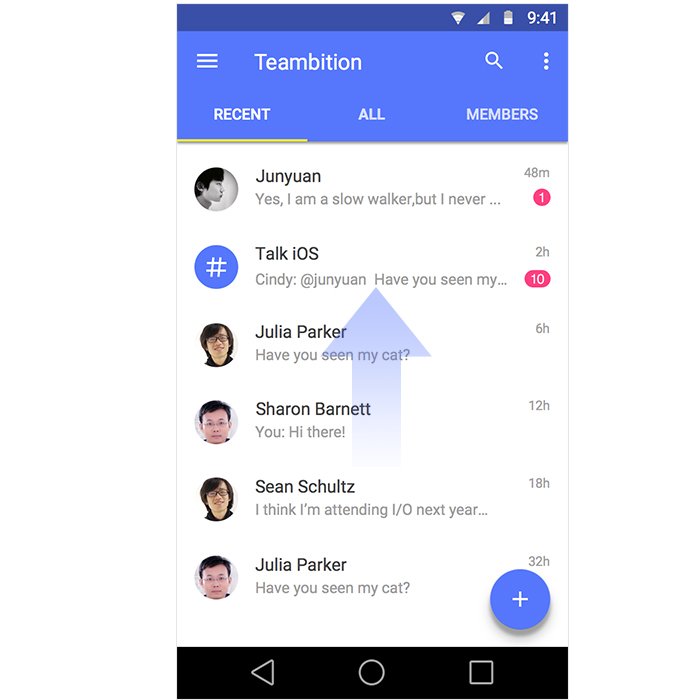 9:41
Teambition
RECENT ALL MEMBERS
Junyuan 48m
Yes, I am a slow walker,but I never ... 1
Talk iOS 2h
Cindy: @junyuan Have you seen my... 10
Julia Parker 6h
Have you seen my cat?
Sharon Barnett 12h
You: Hi there!
Sean Schultz 18h
I think I’m attending I/O next year...
Julia Parker 32h
Have you seen my cat?